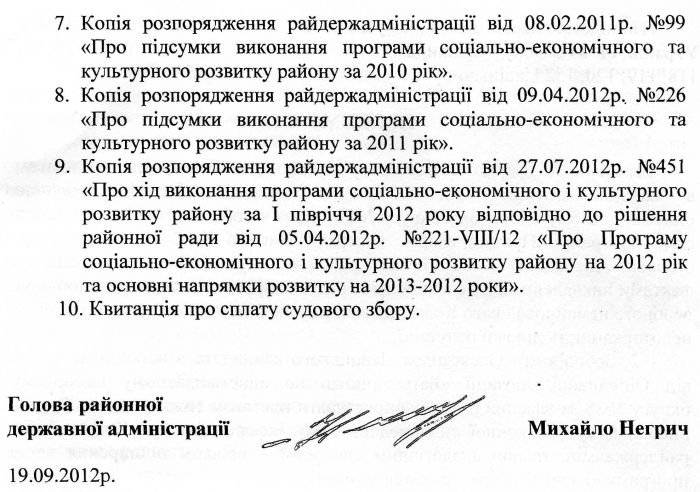 7. Копія розпорядження райдержадміністрації від 08.02.2011р. №99
«Про підсумки виконання програми соціально-економічного та
культурного розвитку району за 2010 рік».
8. Копія розпорядження райдержадміністрації від 09.04.2012р. №226
«Про підсумки виконання програми соціально-економічного та
культурного розвитку району за 2011 рік».
9. Копія розпорядження райдержадміністрації від 27.07.2012р. №451
«Про хід виконання програми соціально-економічного і культурного
розвитку району за І півріччя 2012 року відповідно до рішення
районної ради від 05.04.2012р. №221-VIII/12 «Про Програму
соціально-економічного і культурного розвитку району на 2012 рік
та основні напрямки розвитку на 2013-2012 роки».
10. Квитанція про сплату судового збору.
Голова районної
державної адміністрації Михайло Негрич
19.09.2012р.